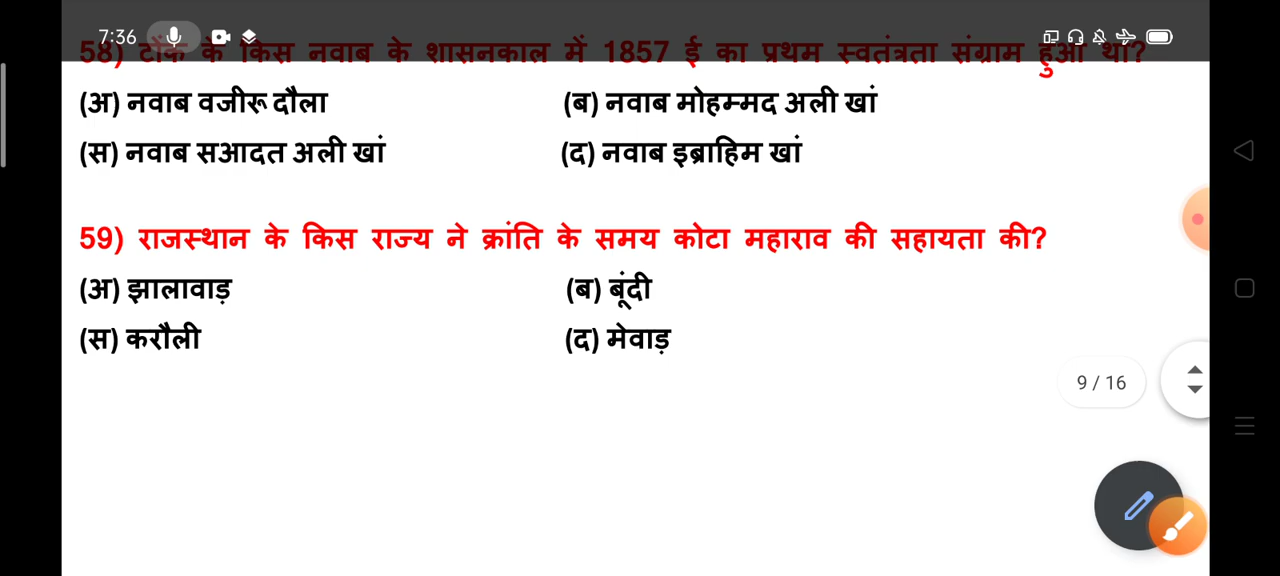 7:36
58) टोंक के किस नवाब के शासनकाल में 1857 ई का प्रथम स्वतंत्रता संग्राम हुआ था?
(अ) नवाब वजीरू दौला (ब) नवाब मोहम्मद अली खां
(स) नवाब सआदत अली खां (द) नवाब इब्राहिम खां
59) राजस्थान के किस राज्य ने क्रांति के समय कोटा महाराव की सहायता की?
(अ) झालावाड़ (ब) बूंदी
(स) करौली (द) मेवाड़
9 / 16